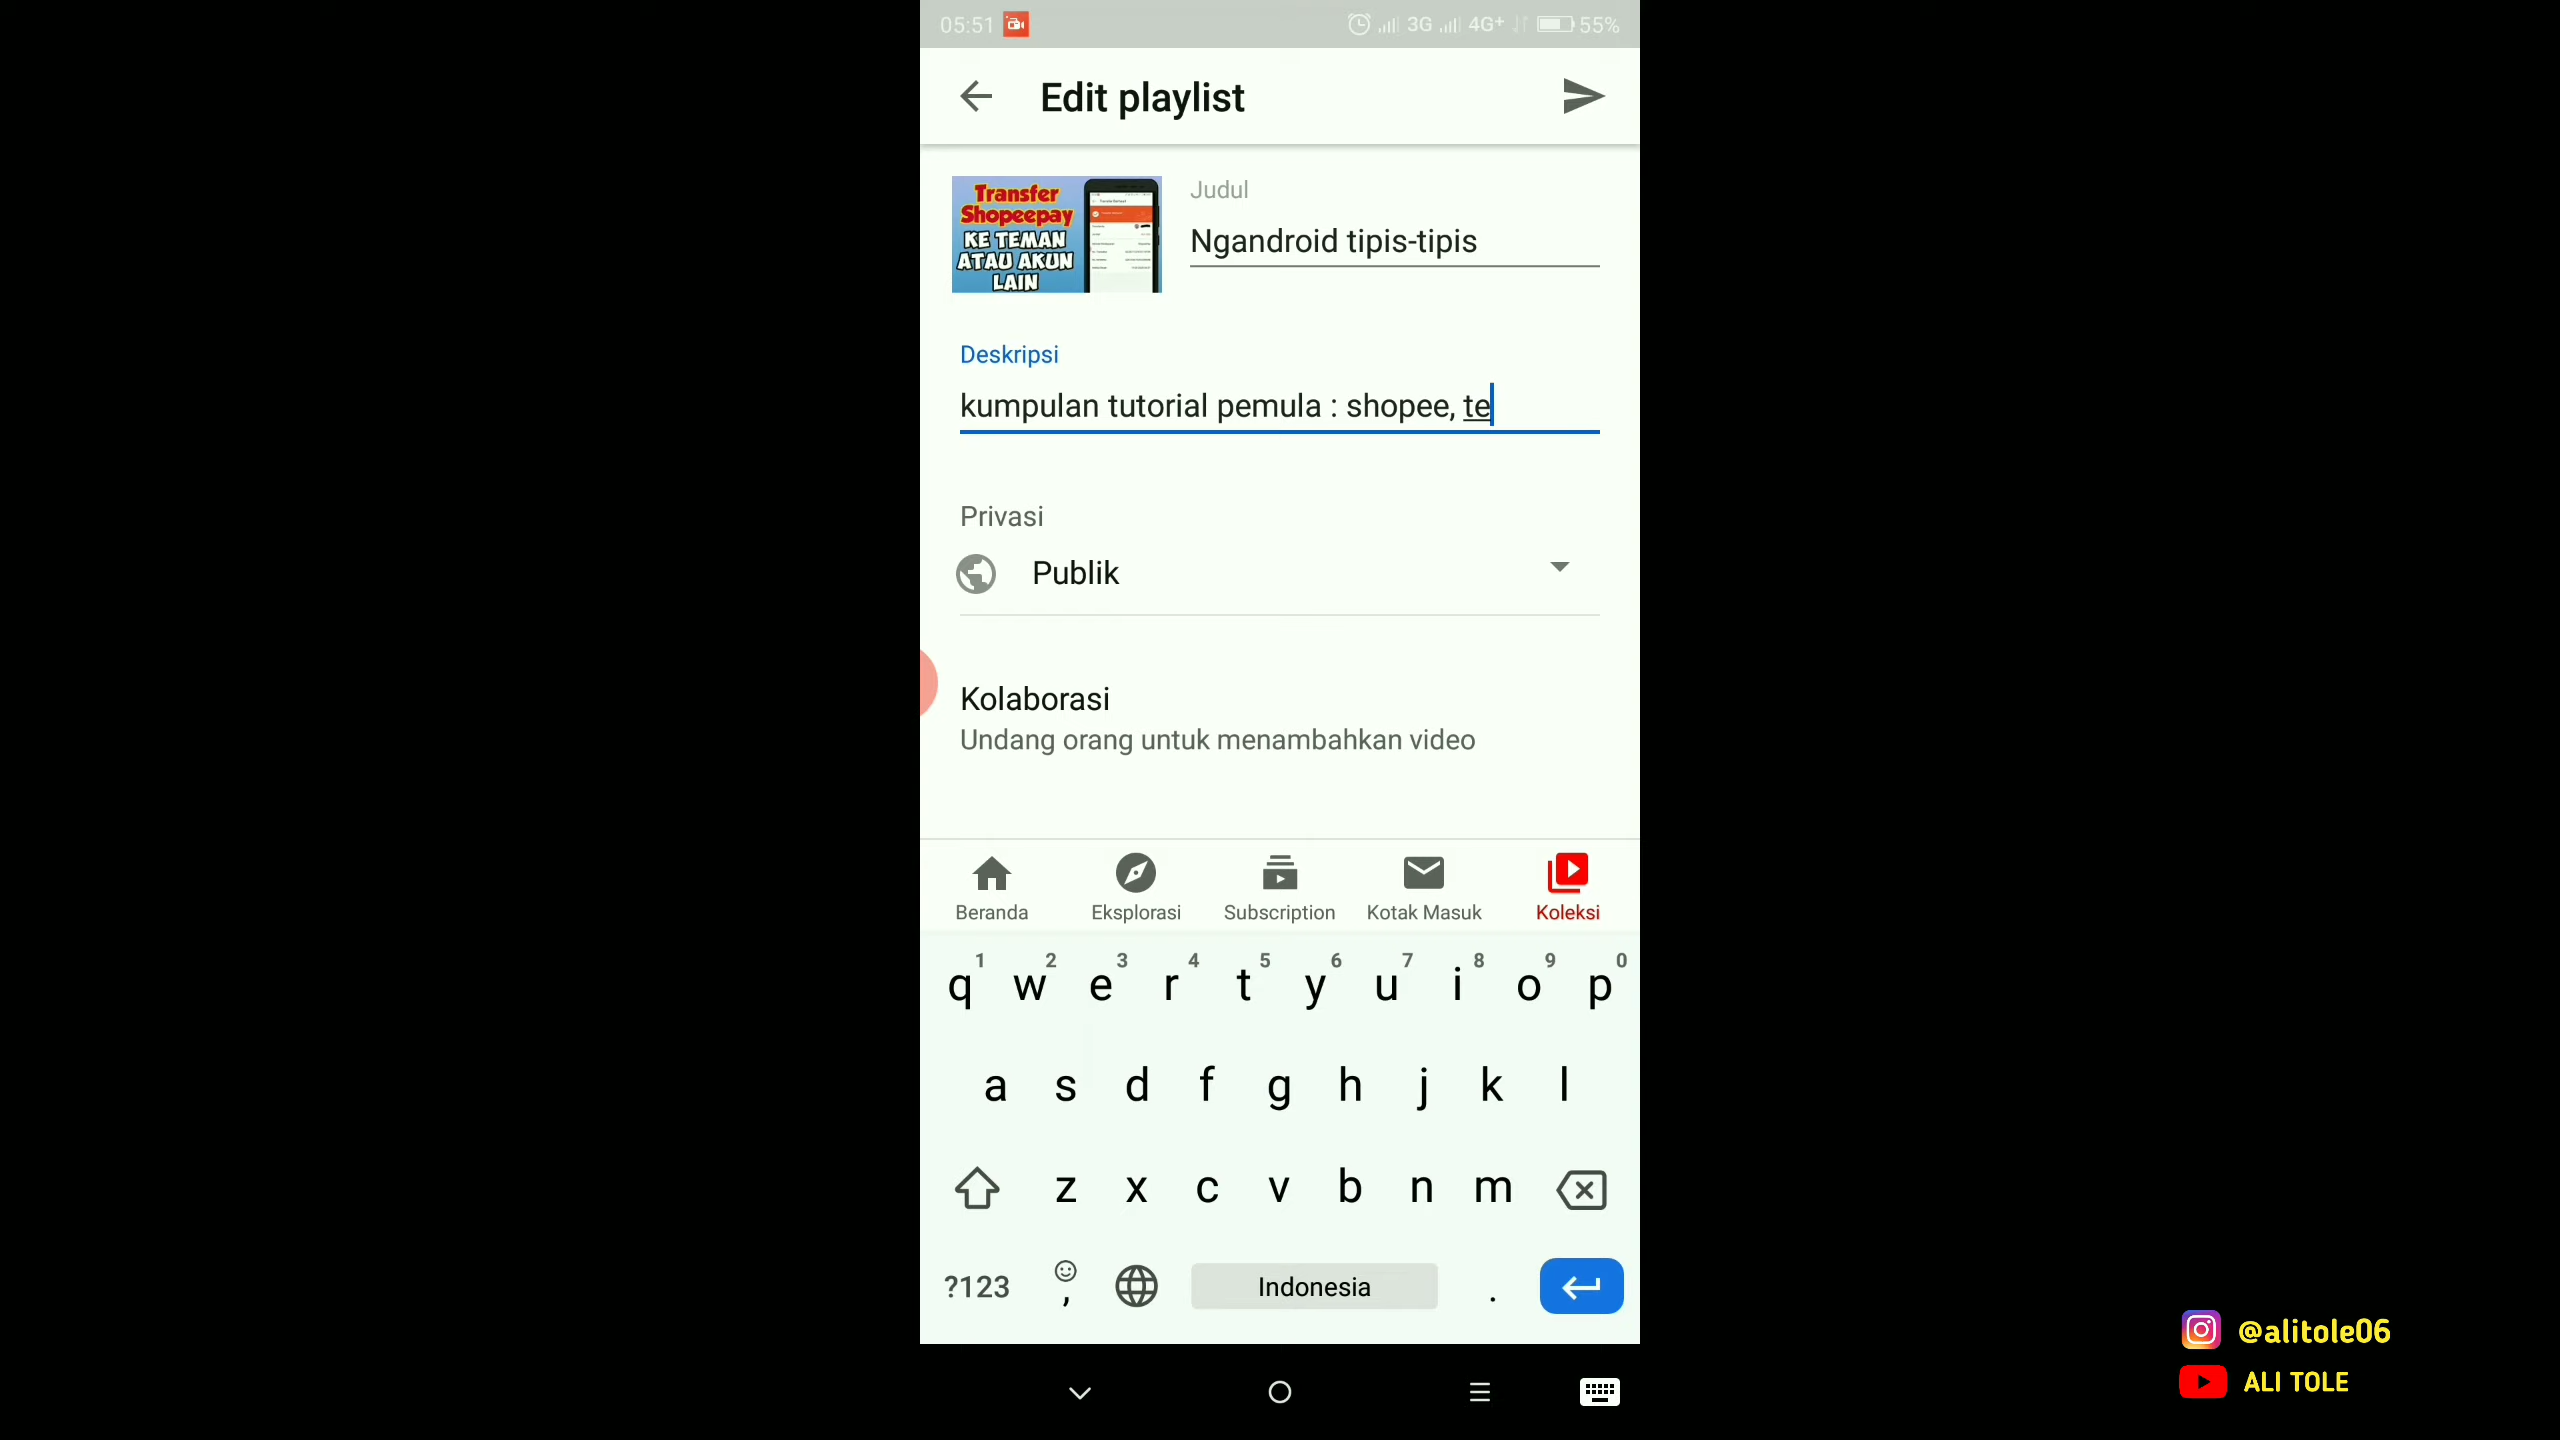 05:51 3G 4G+ 55%
Edit playlist
Transfer
Shopeepay
KE TEMAN
ATAU AKUN
LAIN
Judul
Ngandroid tipis-tipis
Deskripsi
kumpulan tutorial pemula : shopee, te
Privasi
Publik
Kolaborasi
Undang orang untuk menambahkan video
Beranda Eksplorasi Subscription Kotak Masuk Koleksi
1 2 3 4 5 6 7 8 9 0
q w e r t y u i o p
a s d f g h j k l
z x c v b n m
?123 , Indonesia .
@alitole06
ALI TOLE